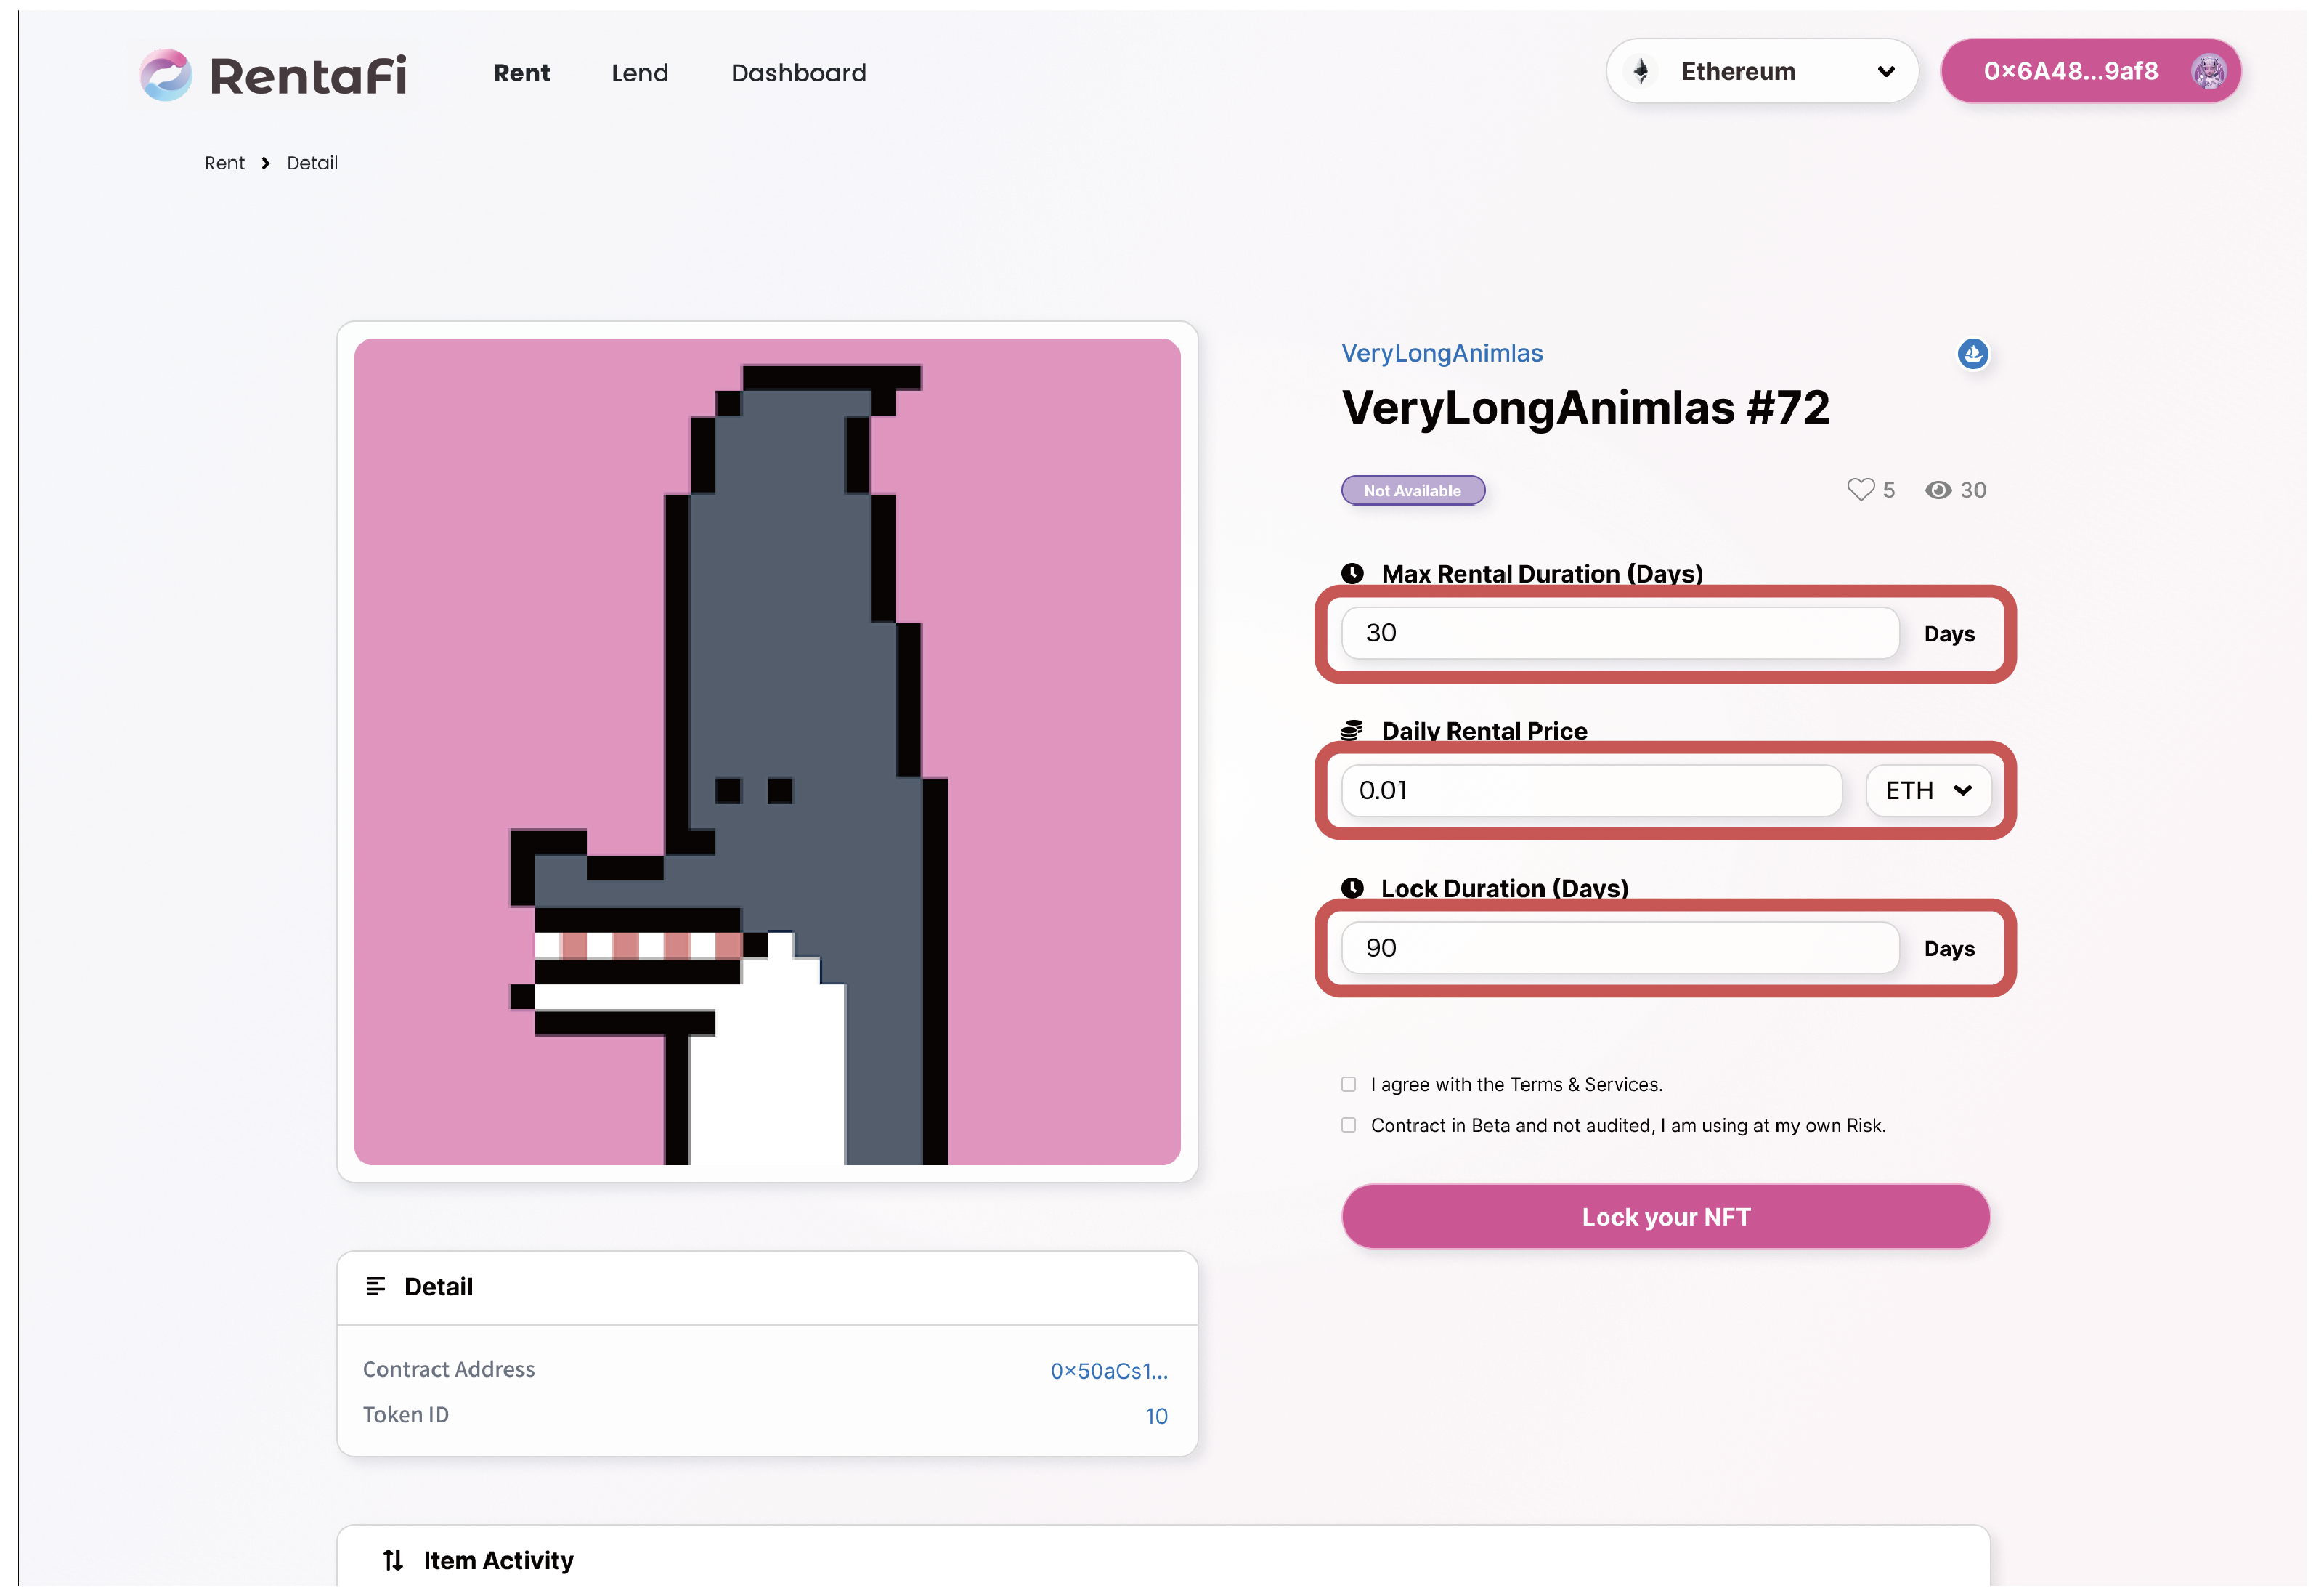 RentaFi
Rent
Lend
Dashboard
Ethereum
0×6A48...9af8
Rent > Detail
VeryLongAnimlas
VeryLongAnimlas #72
Not Available
5
30
Max Rental Duration (Days)
30
Days
Daily Rental Price
0.01
ETH
Lock Duration (Days)
90
Days
I agree with the Terms & Services.
Contract in Beta and not audited, I am using at my own Risk.
Lock your NFT
Detail
Contract Address
0×50aCs1...
Token ID
10
Item Activity